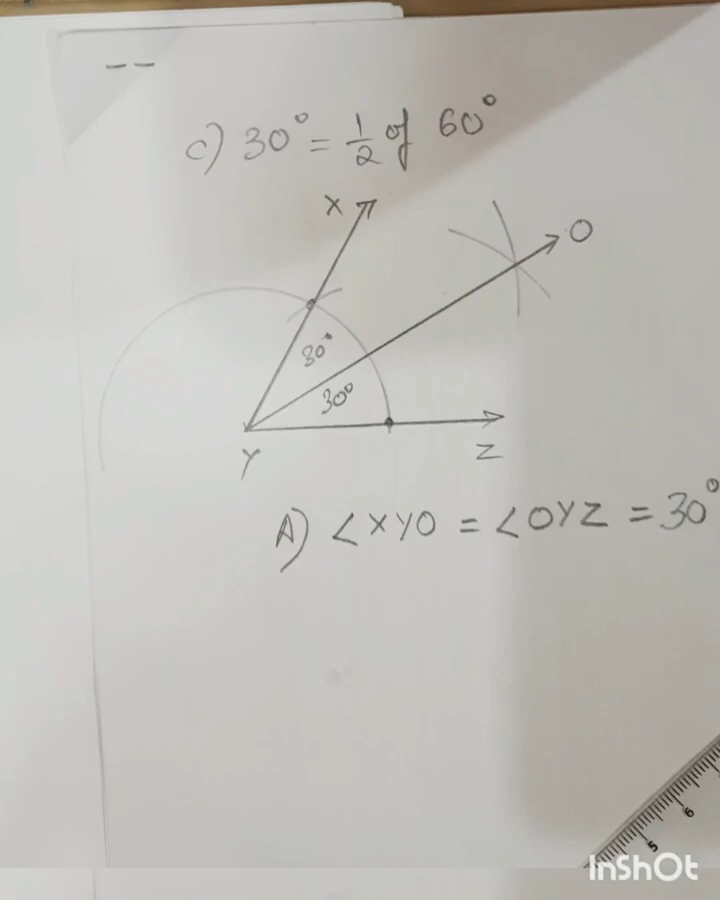 --
C) 30° = 1/2 of 60°
X
O
30°
30°
Y
Z
A) ∠XYO = ∠OYZ = 30°
6
5
InShOt